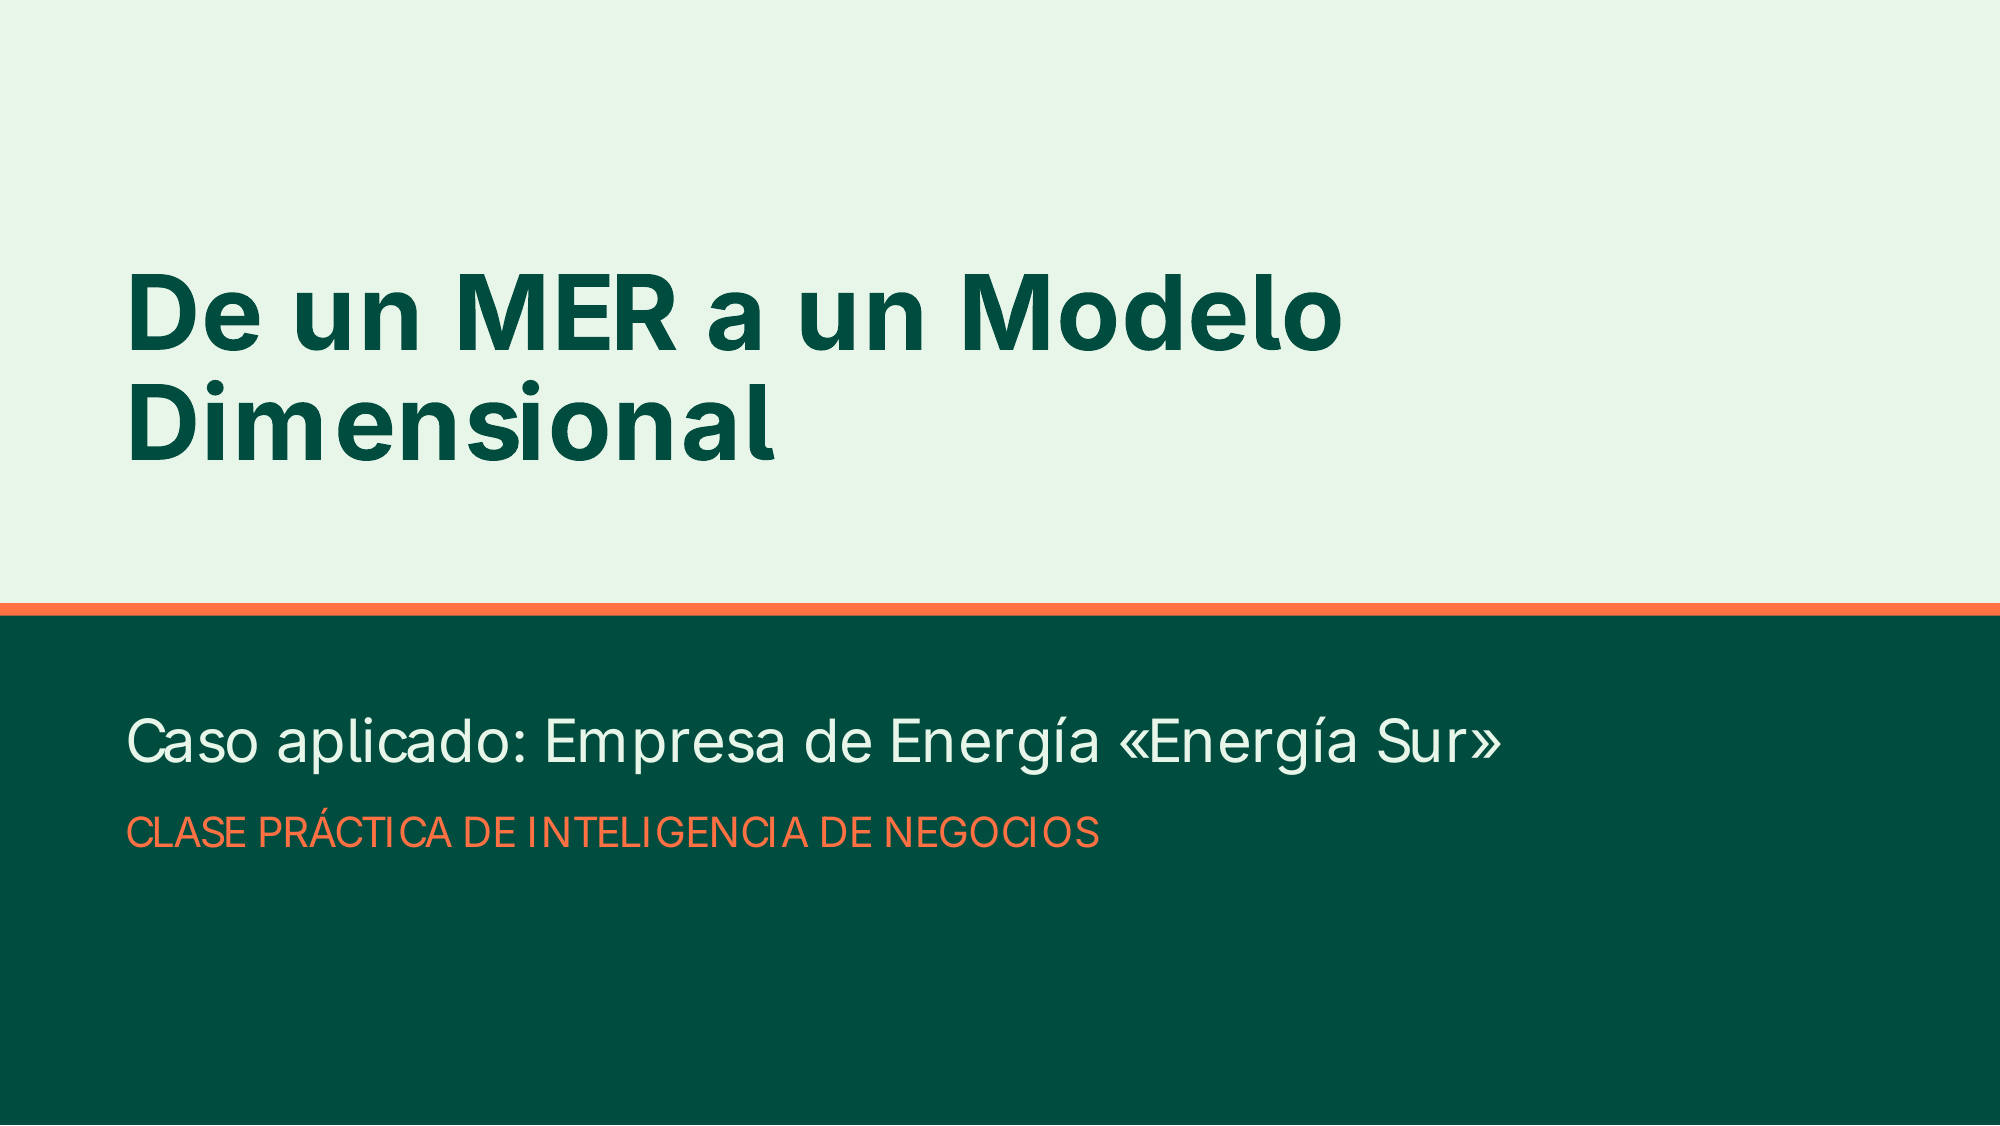 De un MER a un Modelo
Dimensional
Caso aplicado: Empresa de Energía «Energía Sur»
CLASE PRÁCTICA DE INTELIGENCIA DE NEGOCIOS